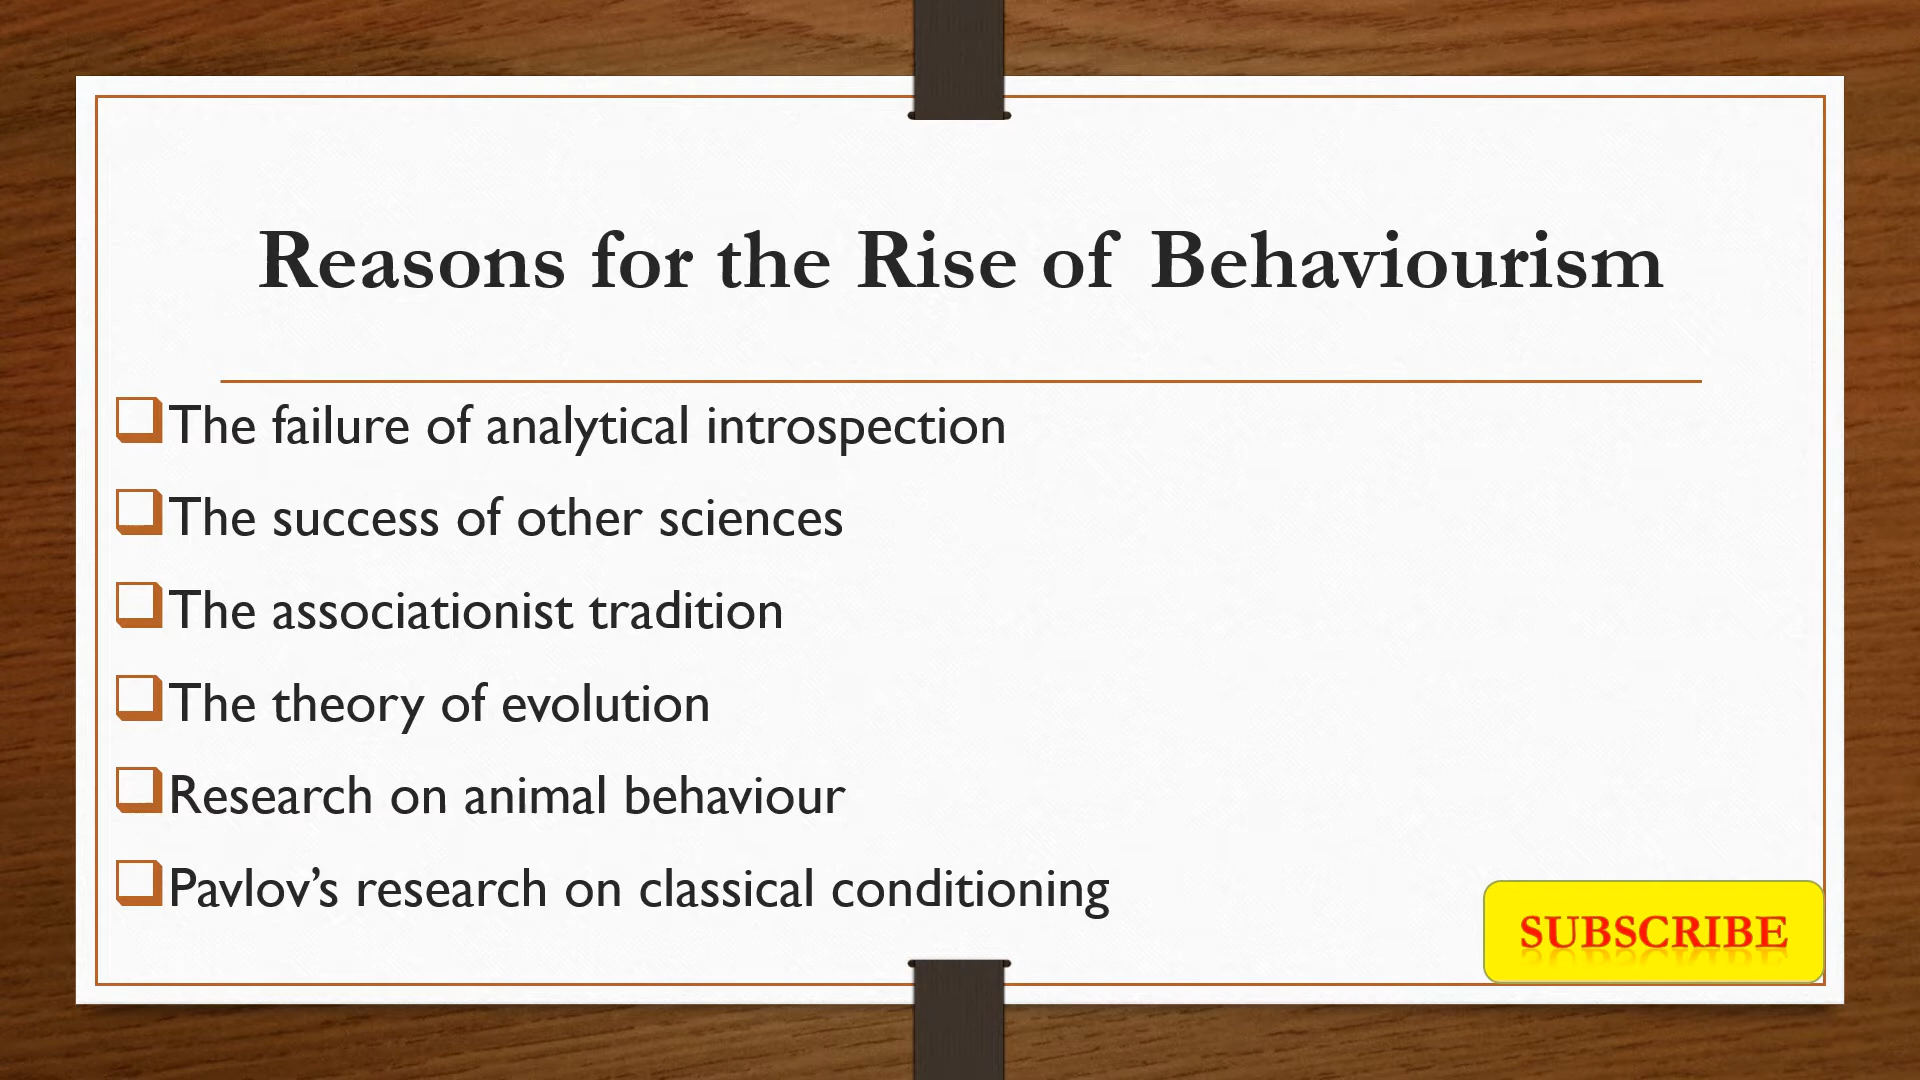 Reasons for the Rise of Behaviourism
The failure of analytical introspection
The success of other sciences
The associationist tradition
The theory of evolution
Research on animal behaviour
Pavlov’s research on classical conditioning
SUBSCRIBE